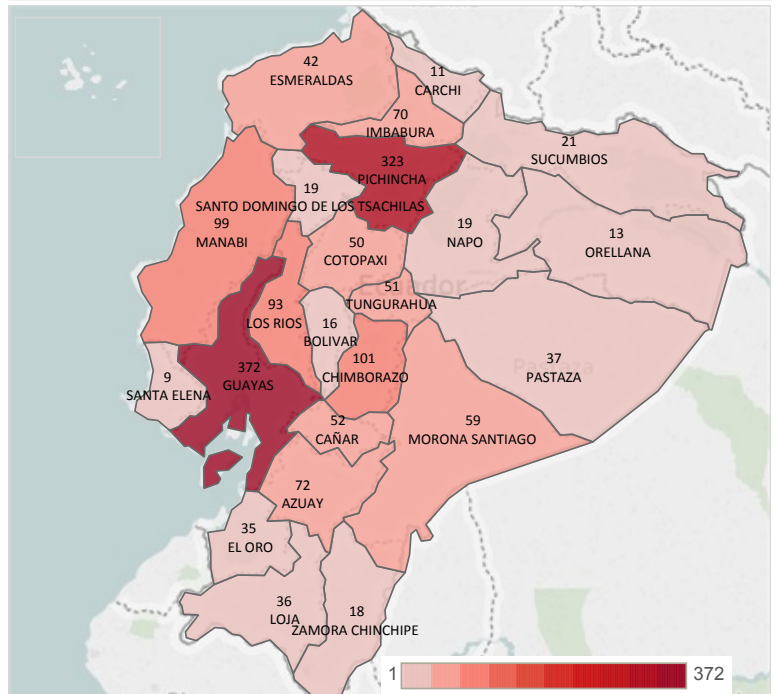 42
ESMERALDAS
11
CARCHI
70
IMBABURA
21
SUCUMBIOS
323
PICHINCHA
19
SANTO DOMINGO DE LOS TSACHILAS
99
MANABI
19
NAPO
13
ORELLANA
50
COTOPAXI
Ecuador
51
TUNGURAHUA
93
LOS RIOS
16
BOLIVAR
101
CHIMBORAZO
37
Pastaza
PASTAZA
9
SANTA ELENA
372
GUAYAS
52
CAÑAR
59
MORONA SANTIAGO
72
AZUAY
35
EL ORO
36
LOJA
18
ZAMORA CHINCHIPE
1 372